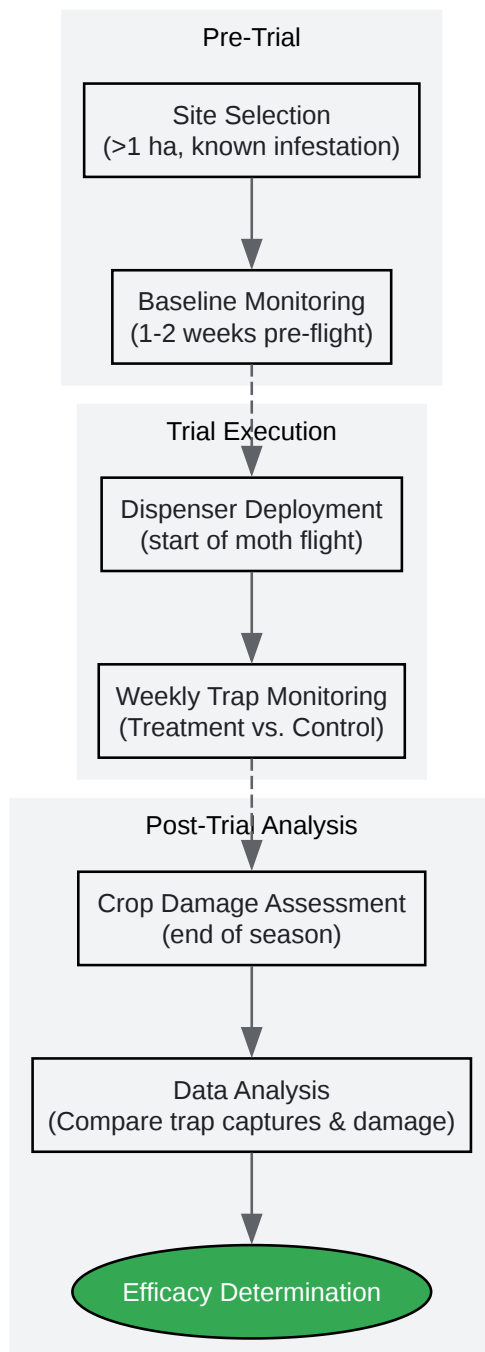 Pre-Trial
Site Selection
(>1 ha, known infestation)
Baseline Monitoring
(1-2 weeks pre-flight)
Trial Execution
Dispenser Deployment
(start of moth flight)
Weekly Trap Monitoring
(Treatment vs. Control)
Post-Trial Analysis
Crop Damage Assessment
(end of season)
Data Analysis
(Compare trap captures & damage)
Efficacy Determination